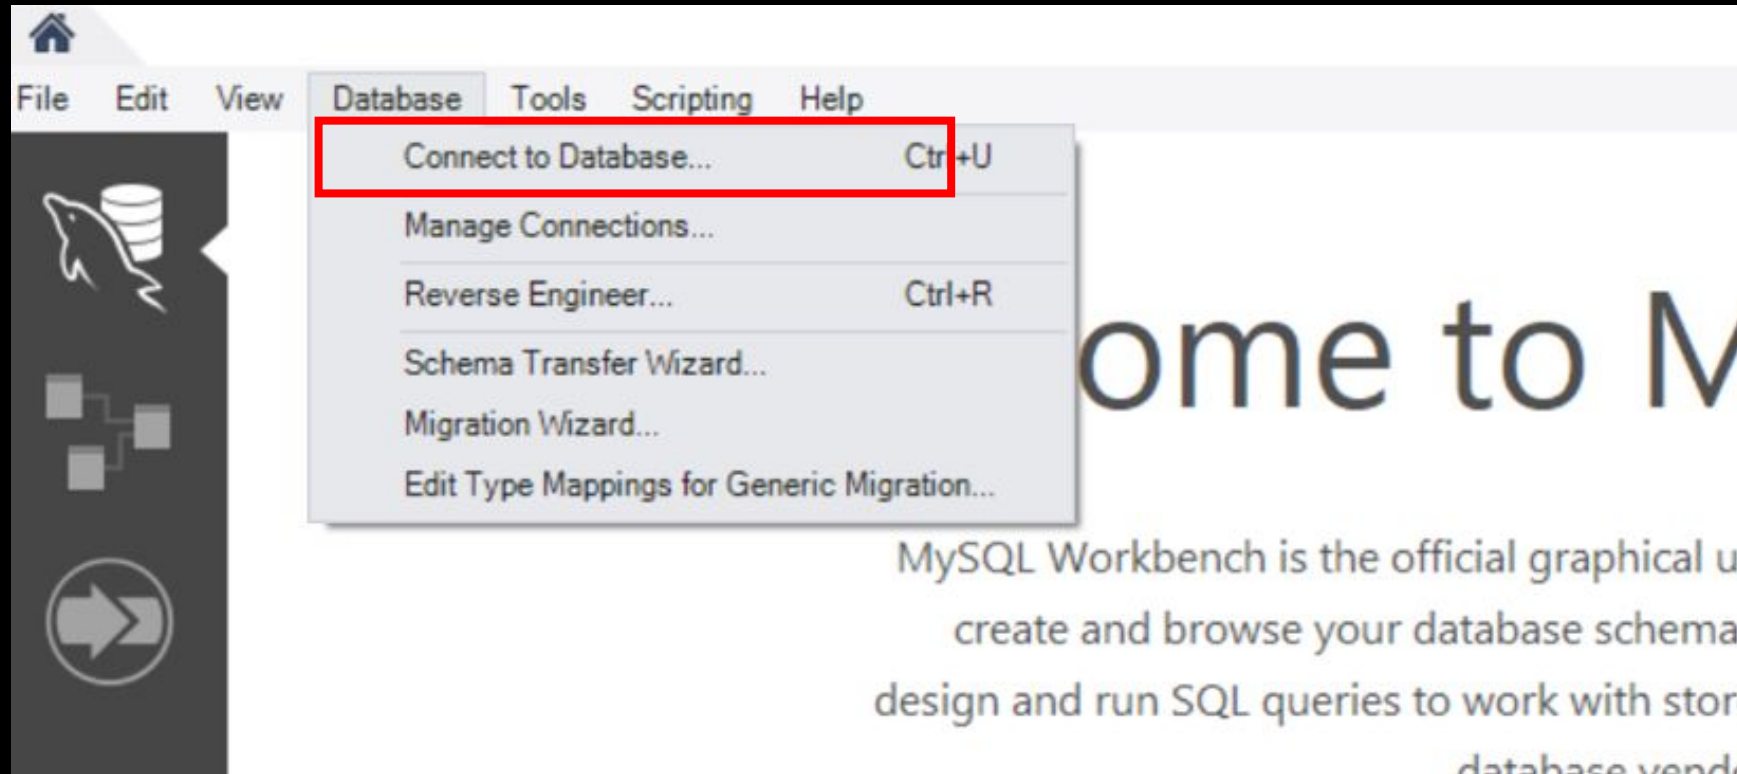 File Edit View Database Tools Scripting Help
Connect to Database... Ctrl+U
Manage Connections...
Reverse Engineer... Ctrl+R
Schema Transfer Wizard...
Migration Wizard...
Edit Type Mappings for Generic Migration...
ome to M
MySQL Workbench is the official graphical u
create and browse your database schema
design and run SQL queries to work with stor
database vend